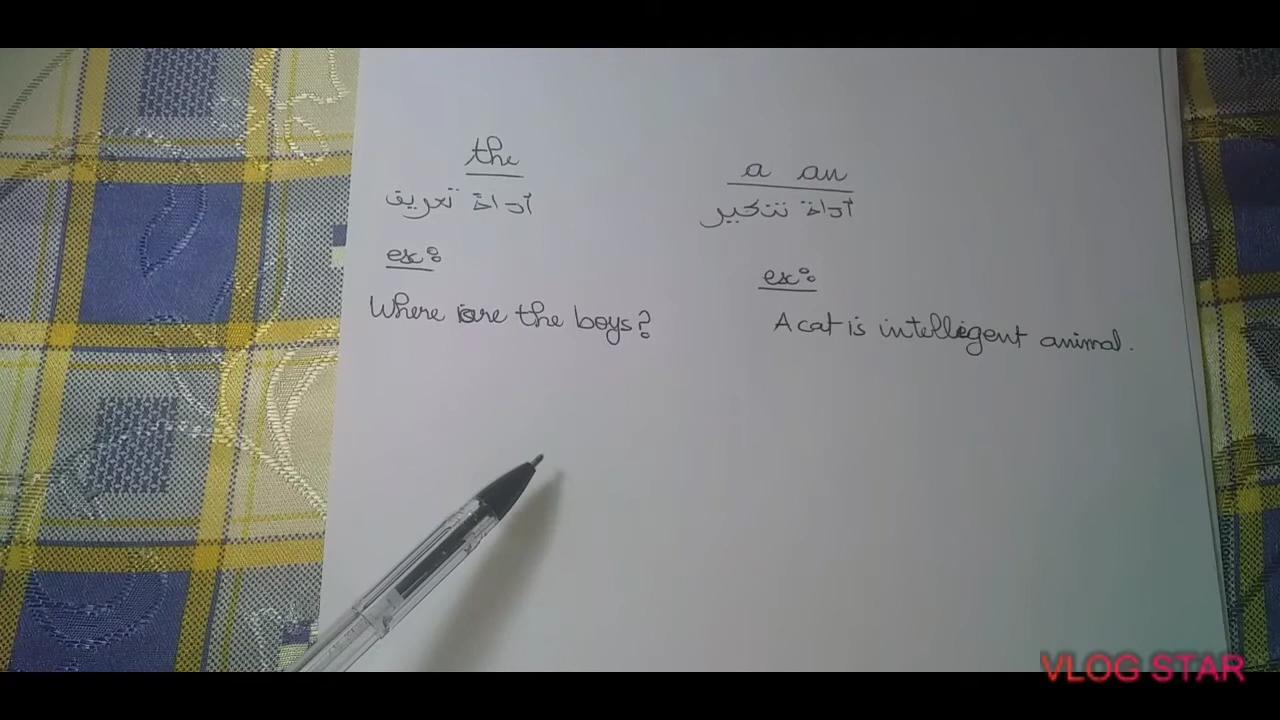 the
أداة تعريف
ex:
Where are the boys?
a an
أداة تنكير
ex:
A cat is intelligent animal.
VLOG STAR